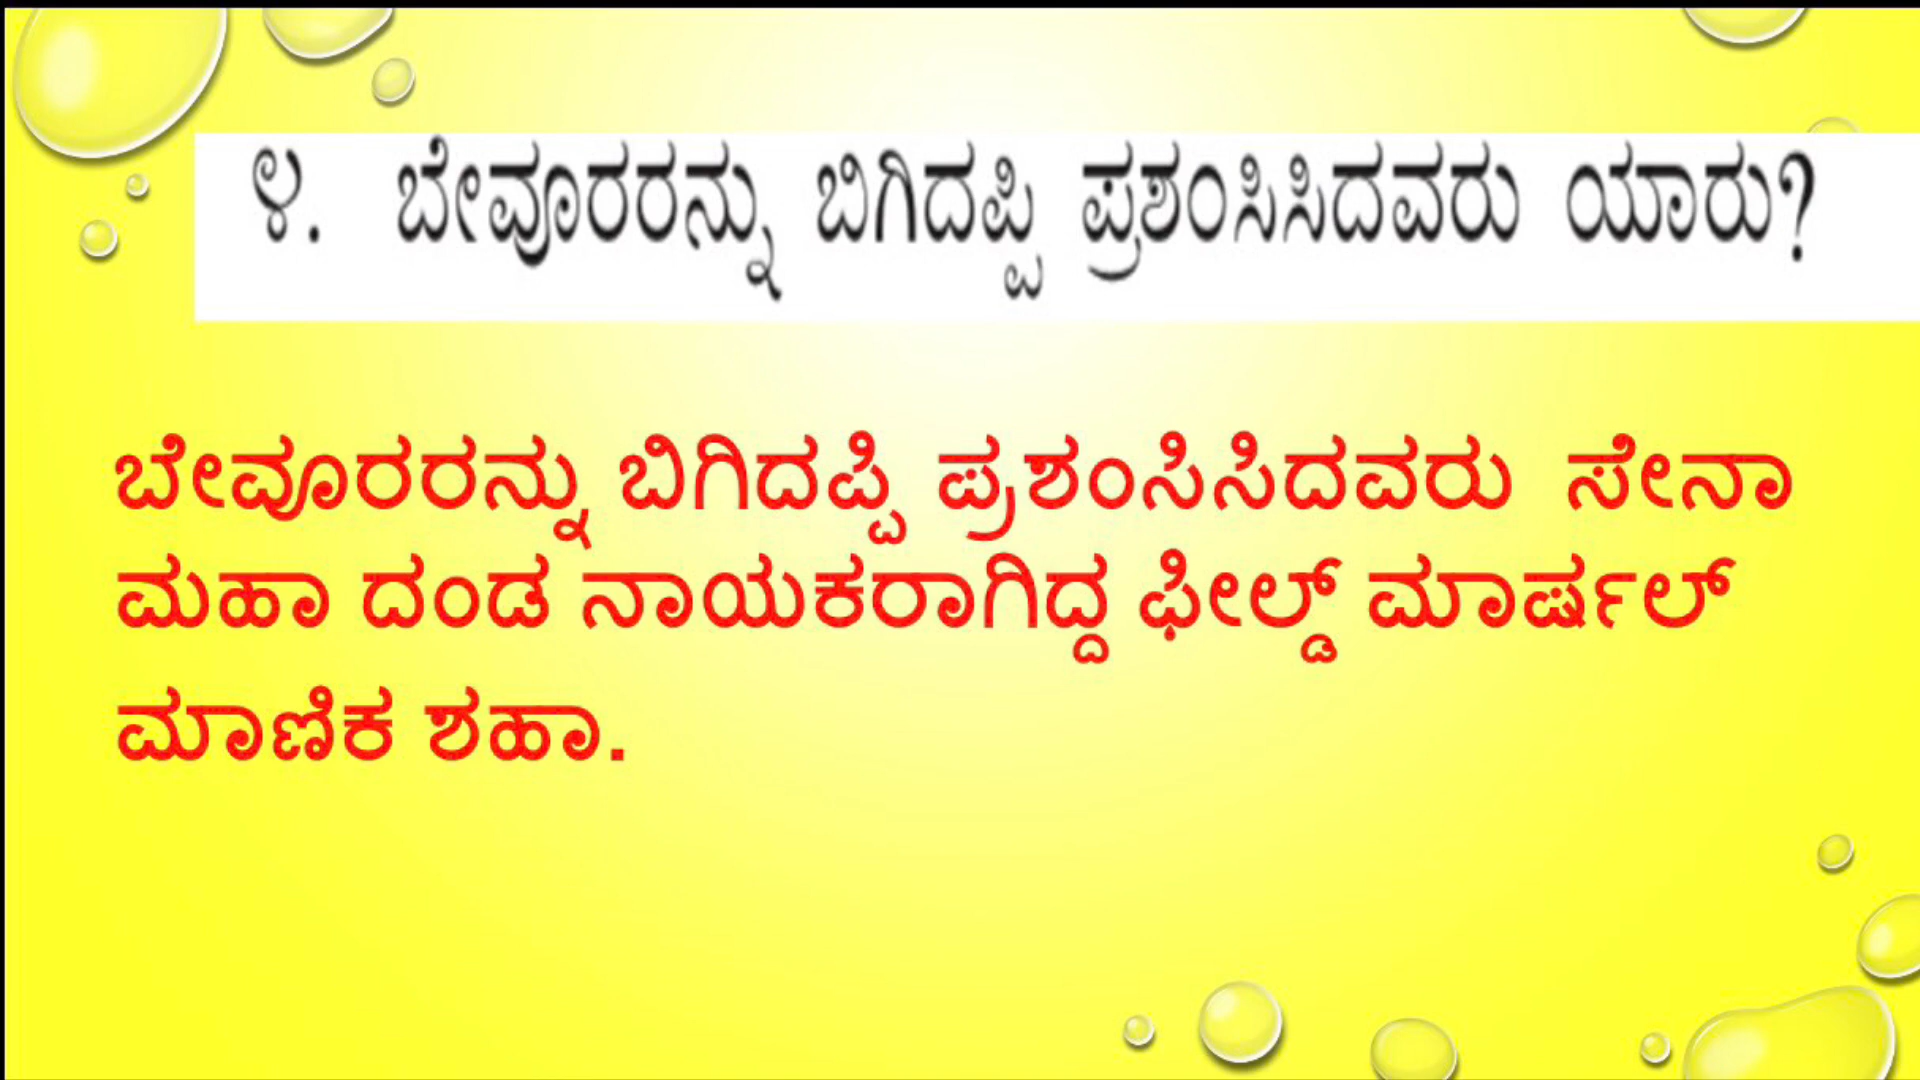 ೪. ಬೇವೂರರನ್ನು ಬಿಗಿದಪ್ಪಿ ಪ್ರಶಂಸಿಸಿದವರು ಯಾರು?
ಬೇವೂರರನ್ನು ಬಿಗಿದಪ್ಪಿ ಪ್ರಶಂಸಿಸಿದವರು ಸೇನಾ
ಮಹಾ ದಂಡ ನಾಯಕರಾಗಿದ್ದ ಫೀಲ್ಡ್ ಮಾರ್ಷಲ್
ಮಾಣಿಕ ಶಹಾ.